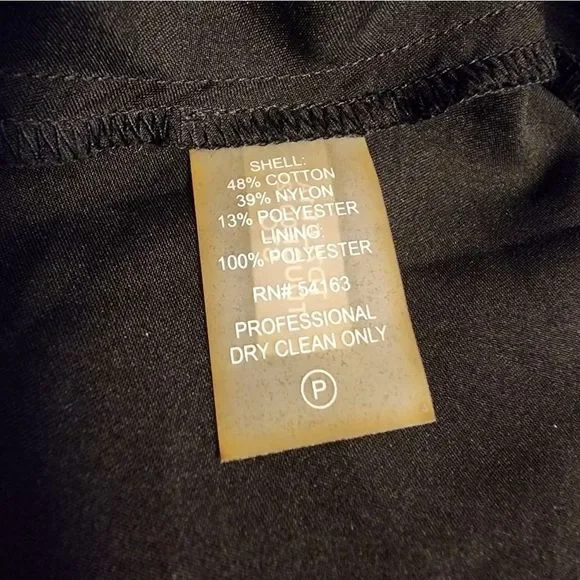 SHELL:
48% COTTON
39% NYLON
13% POLYESTER
LINING:
100% POLYESTER
RN# 54163
PROFESSIONAL
DRY CLEAN ONLY
P